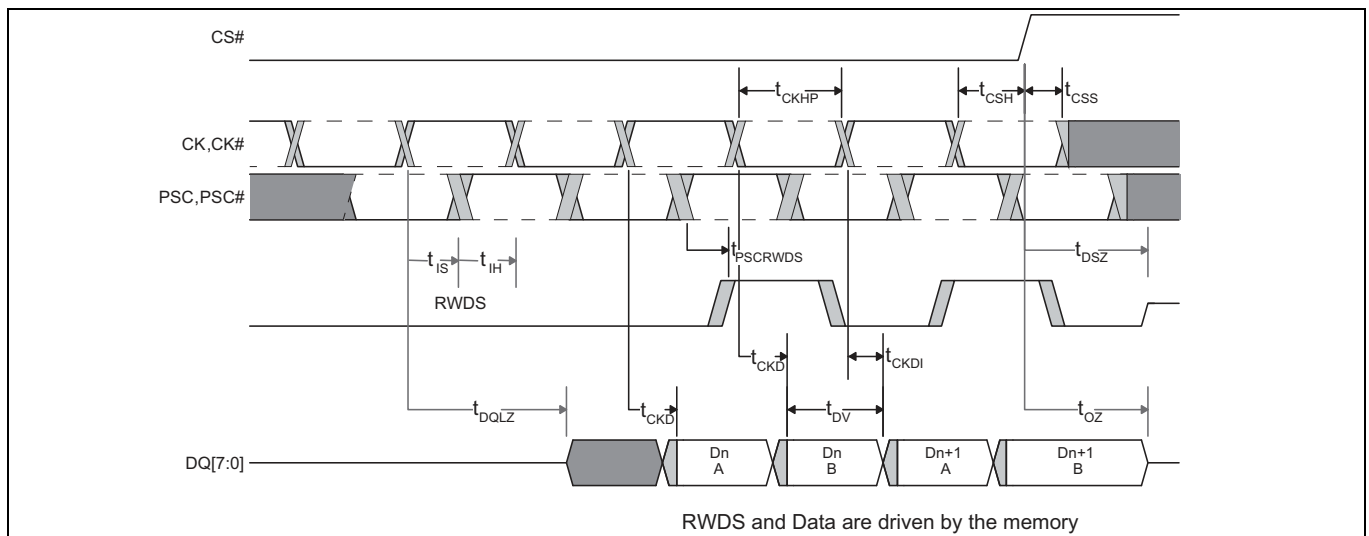 CS#
tCKHP
tCSH
tCSS
CK,CK#
PSC,PSC#
tIS
tIH
tPSCRWDS
tDSZ
RWDS
tCKD
tCKDI
tDQLZ
tCKD
tDV
tOZ
DQ[7:0]
Dn
A
Dn
B
Dn+1
A
Dn+1
B
RWDS and Data are driven by the memory